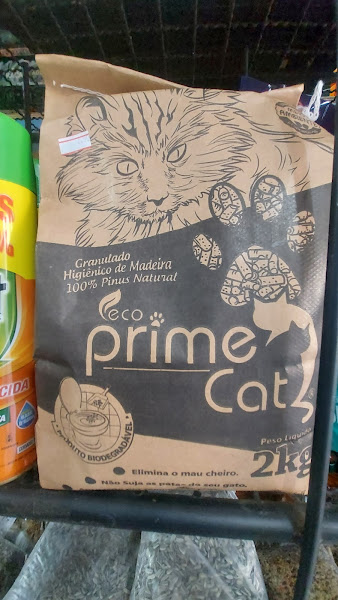 Granulado
Higiênico de Madeira
100% Pinus Natural
eco
prime
Cat
PRODUTO BIODEGRADÁVEL
Peso Líquido
2kg
Elimina o mau cheiro.
Não Suja as patas do seu gato.
CIDA